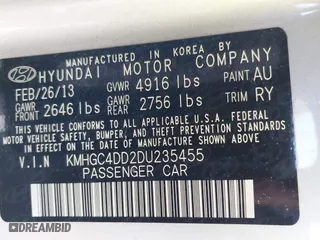 MANUFACTURED IN KOREA BY
HYUNDAI MOTOR COMPANY
FEB/26/13 GVWR 4916 lbs PAINT AU
GAWR FRONT 2646 lbs GAWR REAR 2756 lbs TRIM RY
THIS VEHICLE CONFORMS TO ALL APPLICABLE
U.S. FEDERAL MOTOR VEHICLE SAFETY, BUMPER,
AND THEFT PREVENTION STANDARDS IN EFFECT
ON THE DATE OF MANUFACTURE SHOWN ABOVE.
V.I.N KMHGC4DD2DU235455
PASSENGER CAR